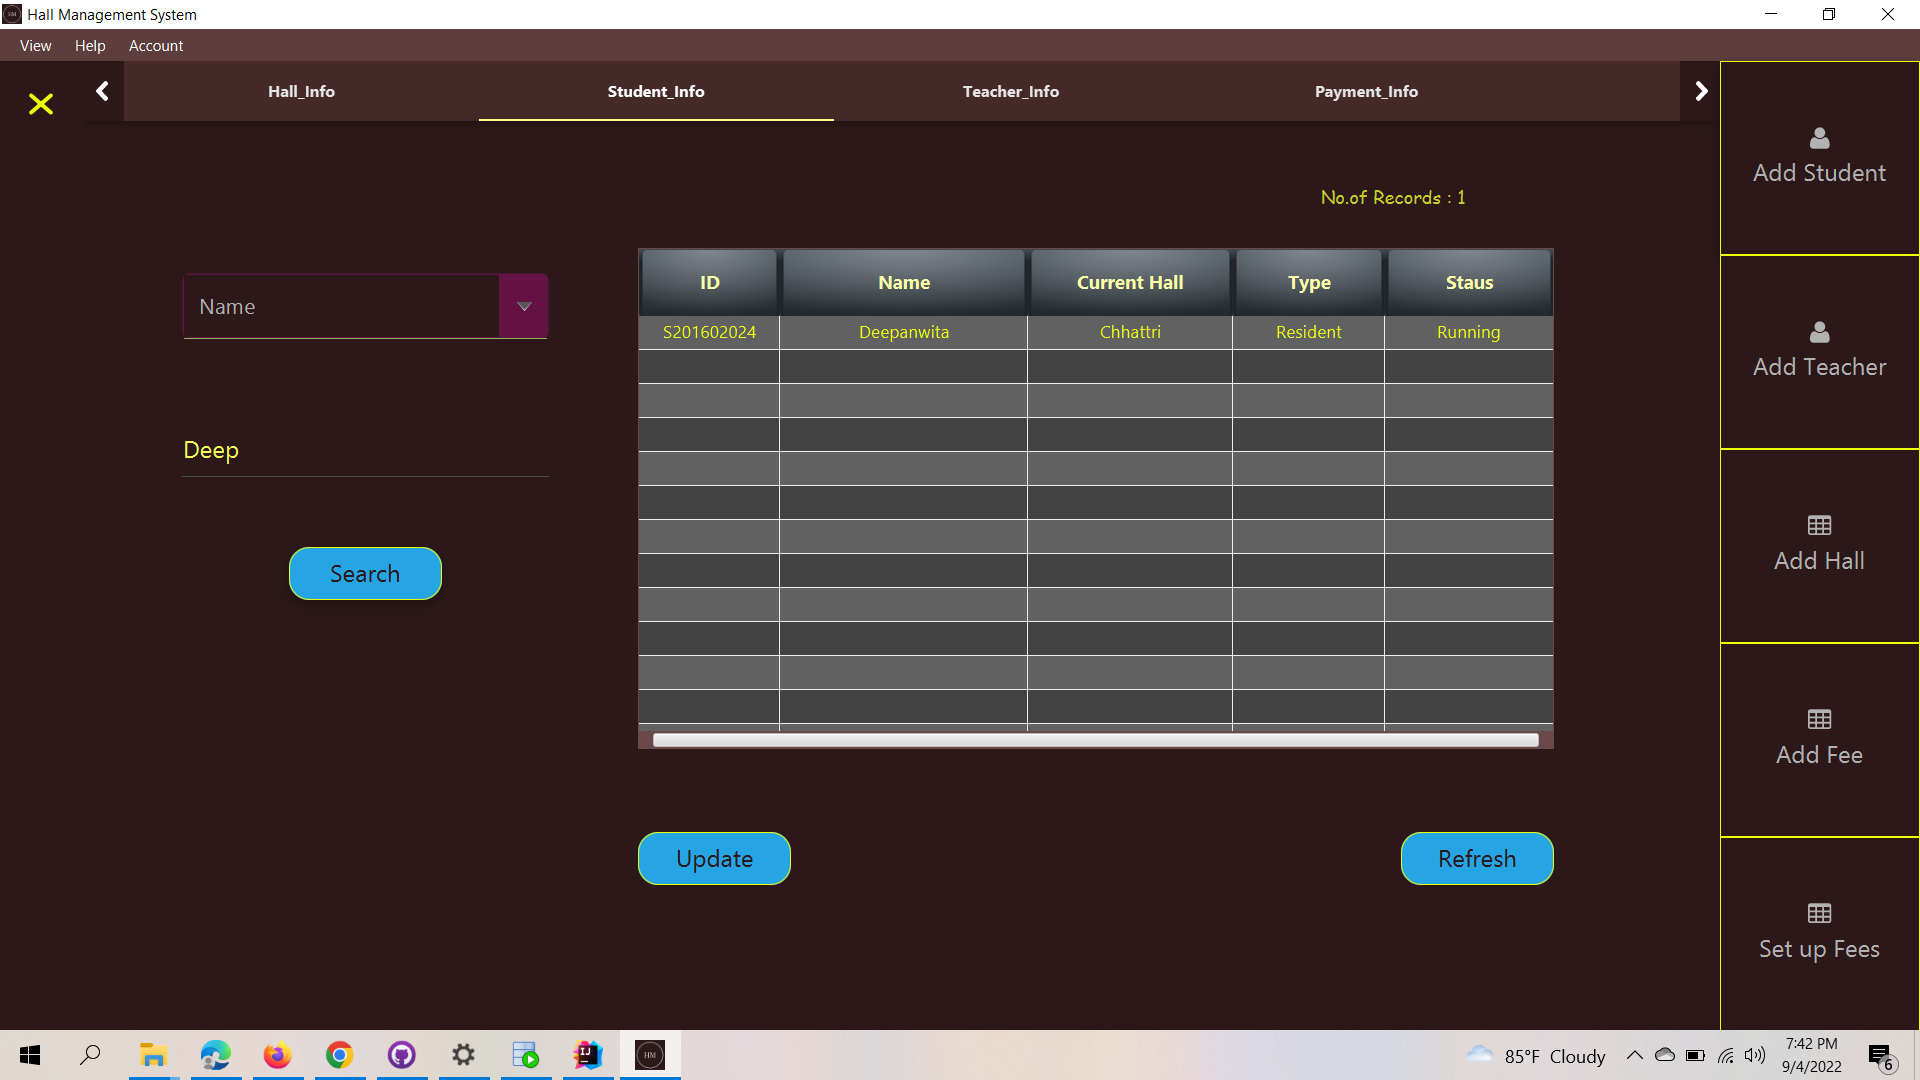 Hall Management System
View Help Account
Hall_Info Student_Info Teacher_Info Payment_Info
No.of Records : 1
Name
Deep
Search
ID Name Current Hall Type Staus
S201602024 Deepanwita Chhattri Resident Running
Update Refresh
Add Student
Add Teacher
Add Hall
Add Fee
Set up Fees
HM
85°F Cloudy
7:42 PM
9/4/2022
6